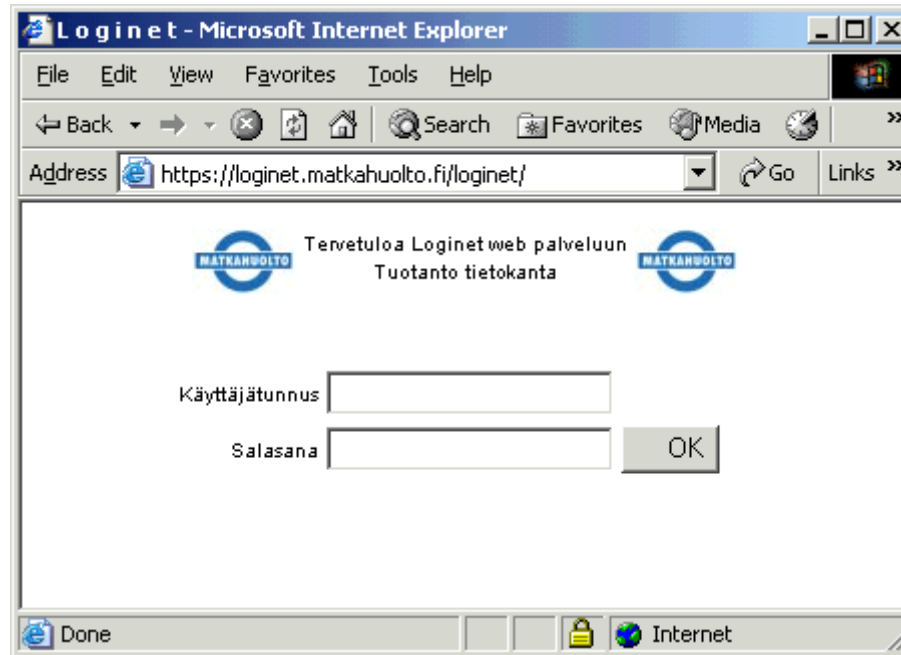 L o g i n e t - Microsoft Internet Explorer
File Edit View Favorites Tools Help
Back Search Favorites Media »
Address https://loginet.matkahuolto.fi/loginet/ Go Links »
MATKAHUOLTO Tervetuloa Loginet web palveluun MATKAHUOLTO
Tuotanto tietokanta
Käyttäjätunnus
Salasana OK
Done Internet